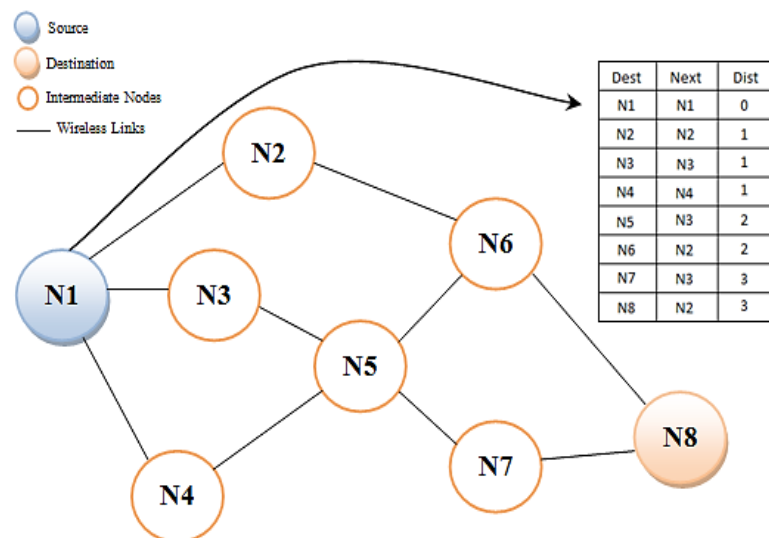 Source
Destination
Intermediate Nodes
Wireless Links
Dest Next Dist
N1 N1 0
N2 N2 1
N3 N3 1
N4 N4 1
N5 N3 2
N6 N2 2
N7 N3 3
N8 N2 3
N2
N6
N1
N3
N5
N8
N7
N4